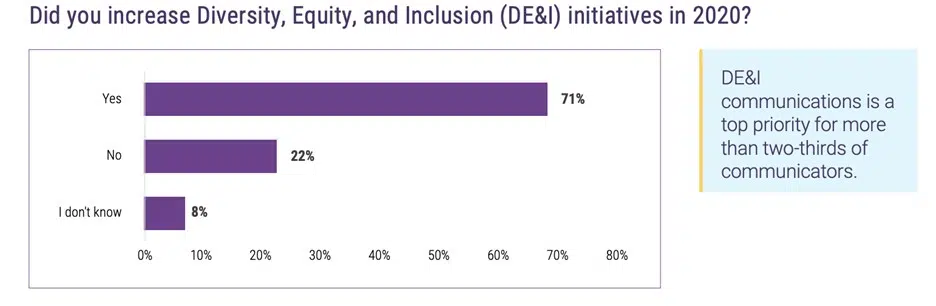 Did you increase Diversity, Equity, and Inclusion (DE&I) initiatives in 2020?
Yes 71%
No 22%
I don't know 8%
0% 10% 20% 30% 40% 50% 60% 70% 80%
DE&I
communications is a
top priority for more
than two-thirds of
communicators.